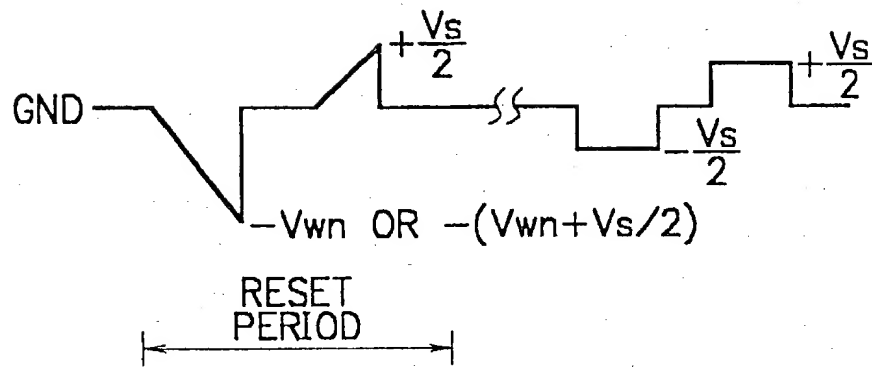 +Vs/2
+Vs/2
GND
-Vs/2
-Vwn OR -(Vwn+Vs/2)
RESET
PERIOD